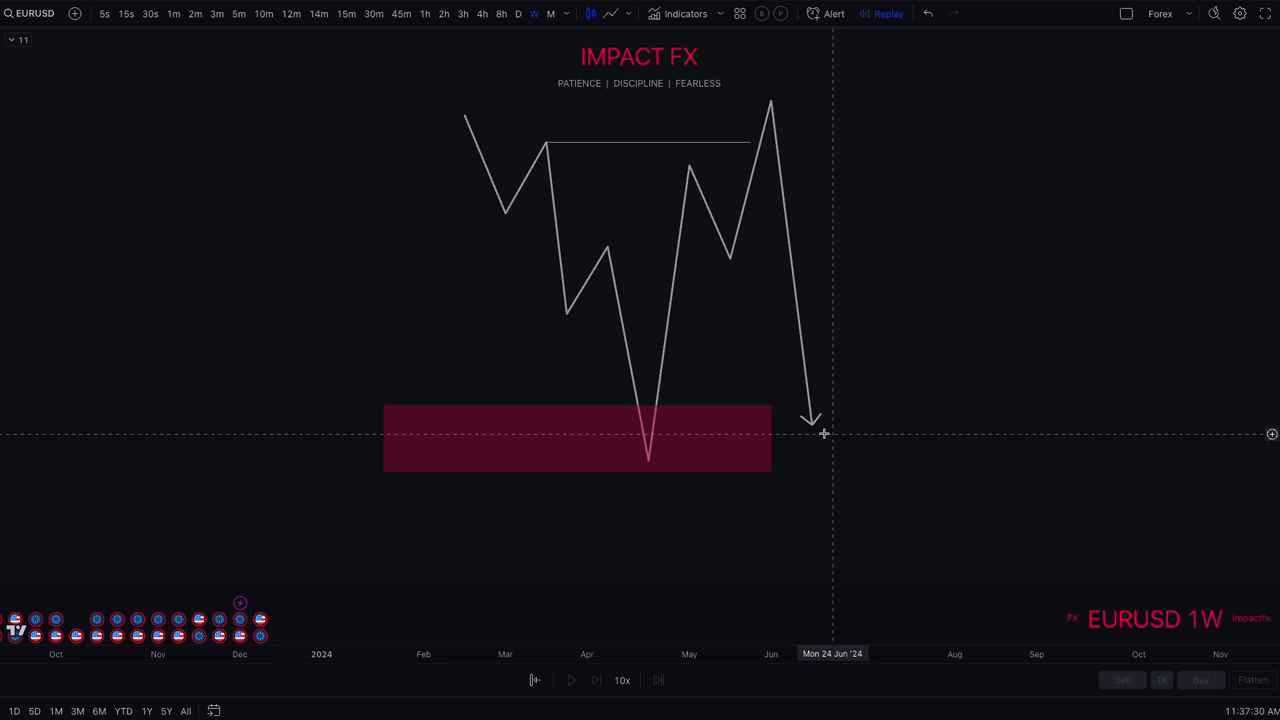 EURUSD 5s 15s 30s 1m 2m 3m 5m 10m 12m 14m 15m 30m 45m 1h 2h 3h 4h 8h D W M Indicators B P Alert Replay Forex
11
IMPACT FX
PATIENCE | DISCIPLINE | FEARLESS
FX EURUSD 1W Impactfx
Oct Nov Dec 2024 Feb Mar Apr May Jun Mon 24 Jun '24 Aug Sep Oct Nov
10x Sell 1K Buy Flatten
1D 5D 1M 3M 6M YTD 1Y 5Y All 11:37:30 AM